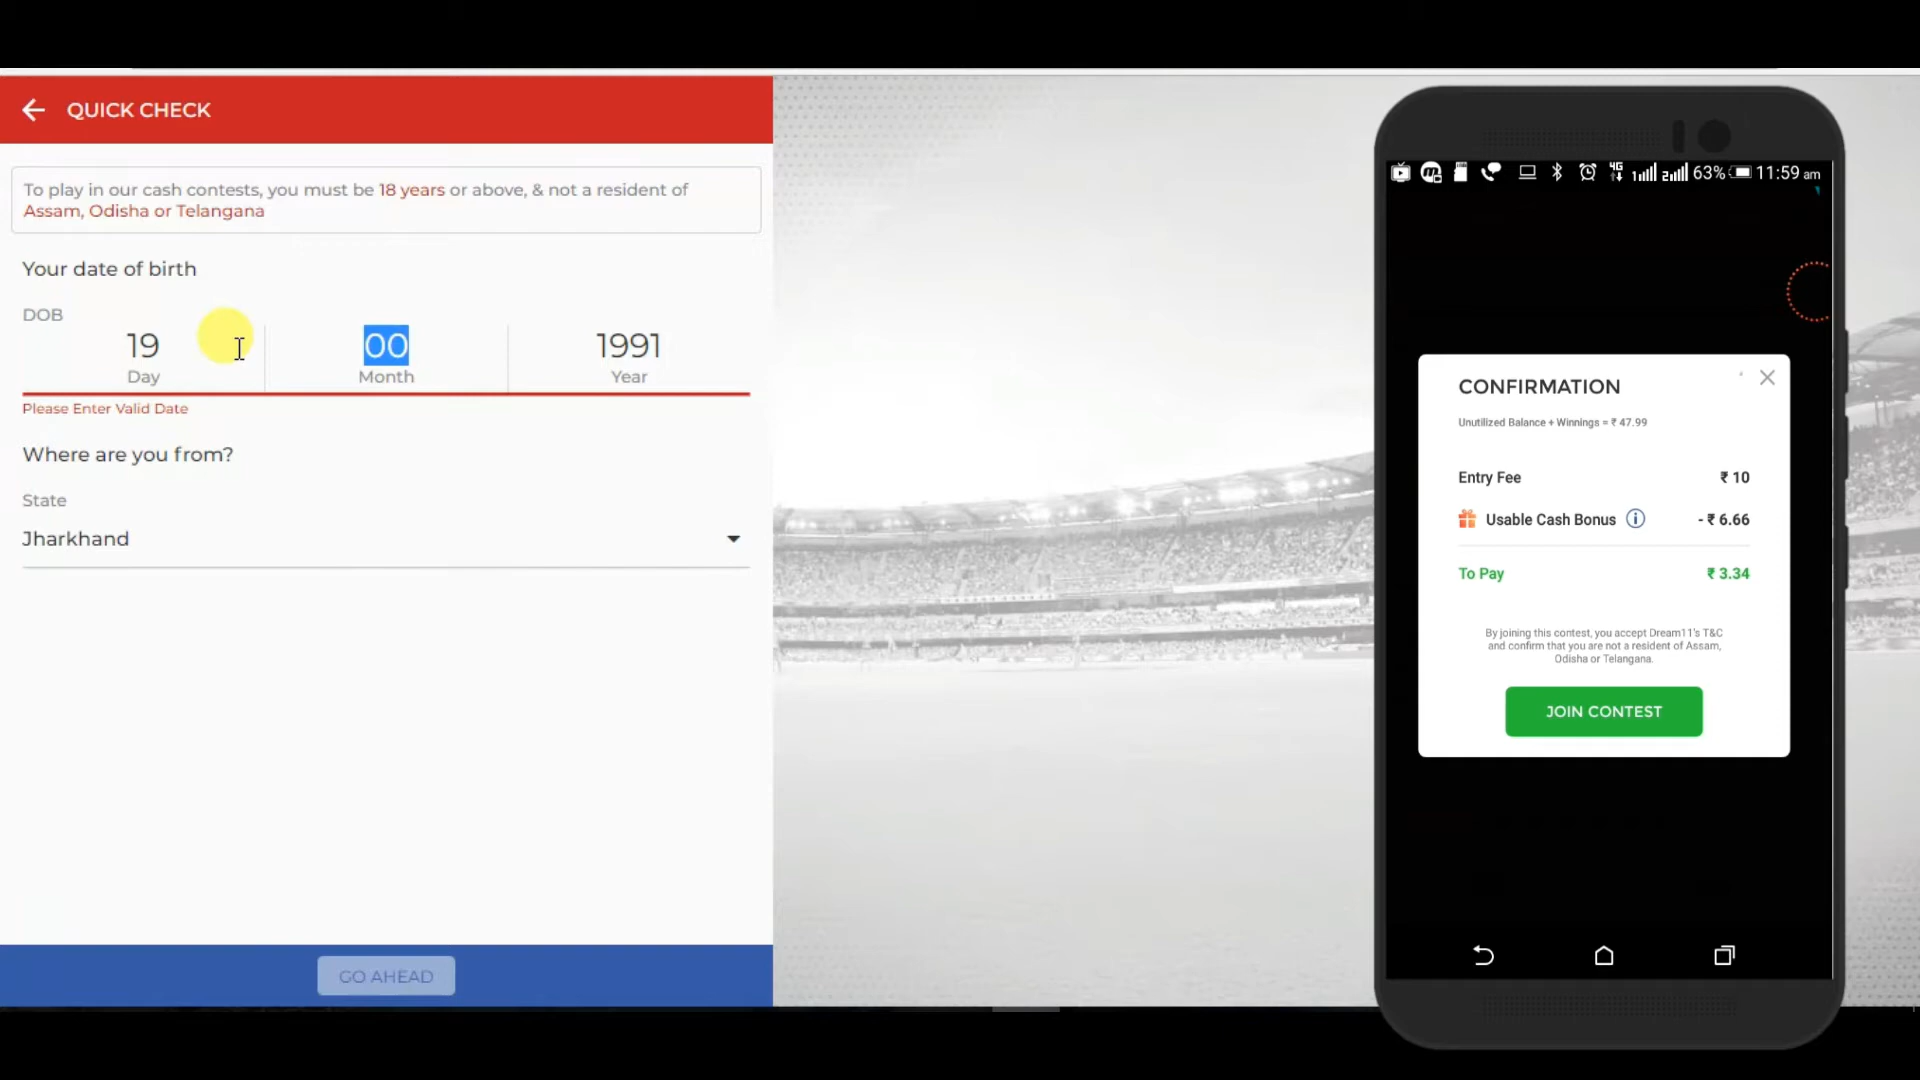 QUICK CHECK
To play in our cash contests, you must be 18 years or above, & not a resident of
Assam, Odisha or Telangana
Your date of birth
DOB
19 00 1991
Day Month Year
Please Enter Valid Date
Where are you from?
State
Jharkhand
GO AHEAD
4G 1 2 63% 11:59 am
CONFIRMATION
Unutilized Balance + Winnings = ₹ 47.99
Entry Fee ₹ 10
Usable Cash Bonus i - ₹ 6.66
To Pay ₹ 3.34
By joining this contest, you accept Dream11's T&C
and confirm that you are not a resident of Assam,
Odisha or Telangana.
JOIN CONTEST